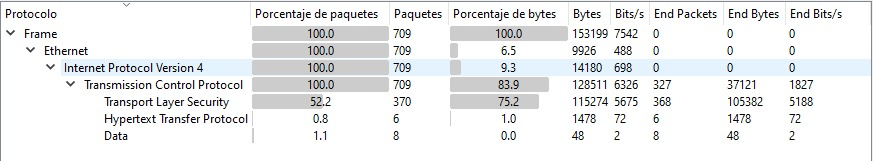 Protocolo Porcentaje de paquetes Paquetes Porcentaje de bytes Bytes Bits/s End Packets End Bytes End Bits/s
Frame 100.0 709 100.0 153199 7542 0 0 0
Ethernet 100.0 709 6.5 9926 488 0 0 0
Internet Protocol Version 4 100.0 709 9.3 14180 698 0 0 0
Transmission Control Protocol 100.0 709 83.9 128511 6326 327 37121 1827
Transport Layer Security 52.2 370 75.2 115274 5675 368 105382 5188
Hypertext Transfer Protocol 0.8 6 1.0 1478 72 6 1478 72
Data 1.1 8 0.0 48 2 8 48 2